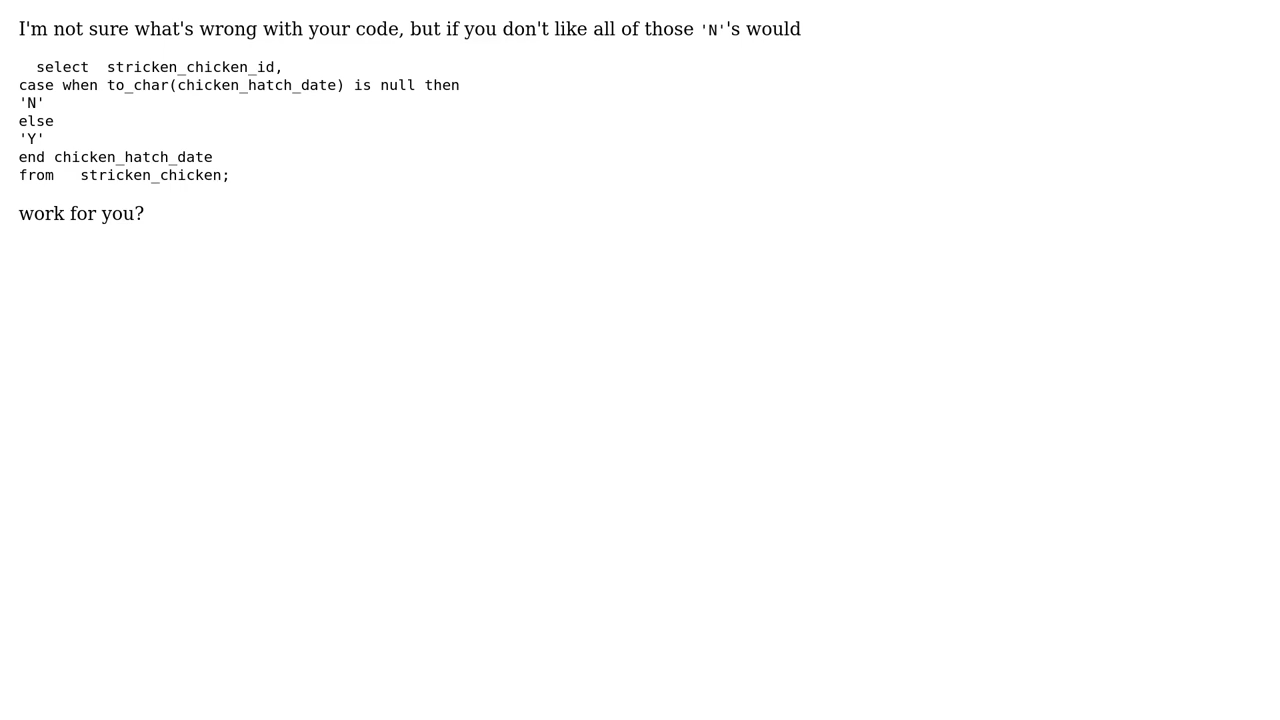 I'm not sure what's wrong with your code, but if you don't like all of those 'N''s would
  select  stricken_chicken_id,
case when to_char(chicken_hatch_date) is null then
'N'
else
'Y'
end chicken_hatch_date
from   stricken_chicken;
work for you?